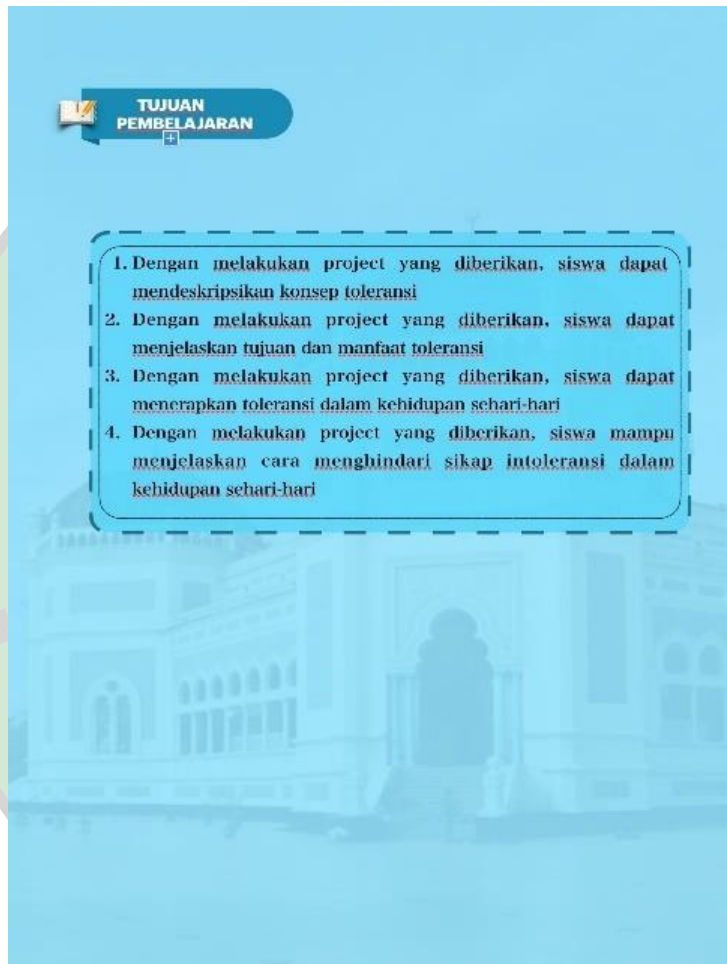 TUJUAN
PEMBELAJARAN
1. Dengan melakukan project yang diberikan, siswa dapat
mendeskripsikan konsep toleransi
2. Dengan melakukan project yang diberikan, siswa dapat
menjelaskan tujuan dan manfaat toleransi
3. Dengan melakukan project yang diberikan, siswa dapat
menerapkan toleransi dalam kehidupan sehari-hari
4. Dengan melakukan project yang diberikan, siswa mampu
menjelaskan cara menghindari sikap intoleransi dalam
kehidupan sehari-hari